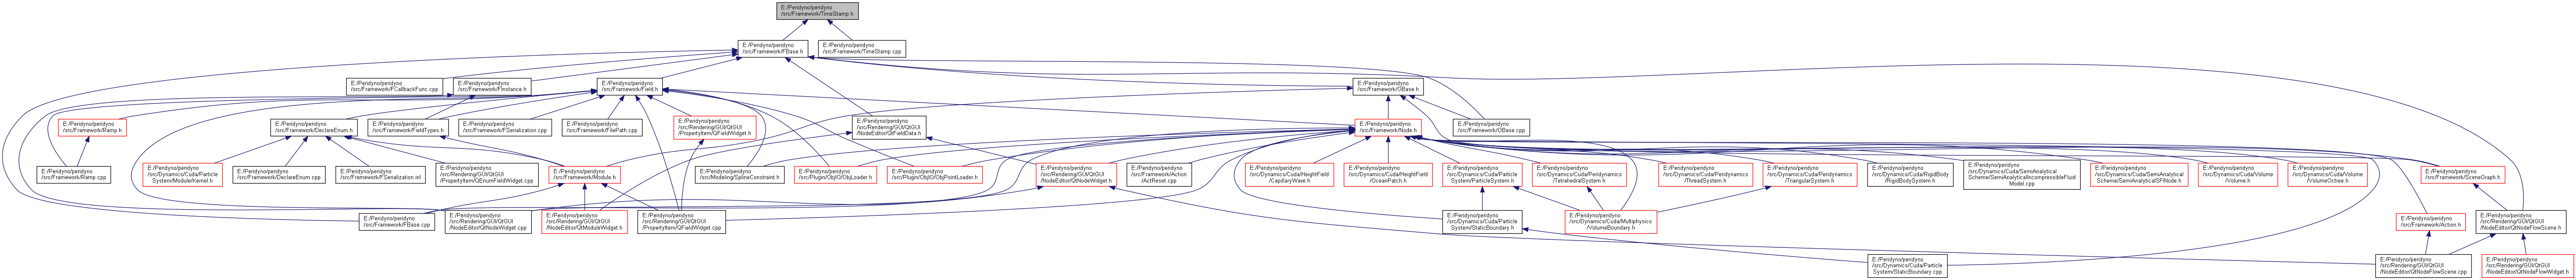 E:/Peridyno/peridyno
/src/Framework/TimeStamp.h
E:/Peridyno/peridyno
/src/Framework/FBase.h
E:/Peridyno/peridyno
/src/Framework/TimeStamp.cpp
E:/Peridyno/peridyno
/src/Framework/FCallbackFunc.cpp
E:/Peridyno/peridyno
/src/Framework/FInstance.h
E:/Peridyno/peridyno
/src/Framework/Field.h
E:/Peridyno/peridyno
/src/Framework/OBase.h
E:/Peridyno/peridyno
/src/Framework/Ramp.h
E:/Peridyno/peridyno
/src/Framework/DeclareEnum.h
E:/Peridyno/peridyno
/src/Framework/FieldTypes.h
E:/Peridyno/peridyno
/src/Framework/FSerialization.cpp
E:/Peridyno/peridyno
/src/Framework/FilePath.cpp
E:/Peridyno/peridyno
/src/Rendering/GUI/QtGUI
/PropertyItem/QFieldWidget.h
E:/Peridyno/peridyno
/src/Rendering/GUI/QtGUI
/NodeEditor/QtFieldData.h
E:/Peridyno/peridyno
/src/Framework/Node.h
E:/Peridyno/peridyno
/src/Framework/OBase.cpp
E:/Peridyno/peridyno
/src/Framework/Ramp.cpp
E:/Peridyno/peridyno
/src/Dynamics/Cuda/Particle
System/Module/Kernel.h
E:/Peridyno/peridyno
/src/Framework/DeclareEnum.cpp
E:/Peridyno/peridyno
/src/Framework/FSerialization.inl
E:/Peridyno/peridyno
/src/Rendering/GUI/QtGUI
/PropertyItem/QEnumFieldWidget.cpp
E:/Peridyno/peridyno
/src/Framework/Module.h
E:/Peridyno/peridyno
/src/Modeling/SplineConstraint.h
E:/Peridyno/peridyno
/src/Plugin/ObjIO/ObjLoader.h
E:/Peridyno/peridyno
/src/Plugin/ObjIO/ObjPointLoader.h
E:/Peridyno/peridyno
/src/Rendering/GUI/QtGUI
/NodeEditor/QtNodeWidget.h
E:/Peridyno/peridyno
/src/Framework/Action
/ActReset.cpp
E:/Peridyno/peridyno
/src/Dynamics/Cuda/HeightField
/CapillaryWave.h
E:/Peridyno/peridyno
/src/Dynamics/Cuda/HeightField
/OceanPatch.h
E:/Peridyno/peridyno
/src/Dynamics/Cuda/Particle
System/ParticleSystem.h
E:/Peridyno/peridyno
/src/Dynamics/Cuda/Peridynamics
/TetrahedralSystem.h
E:/Peridyno/peridyno
/src/Dynamics/Cuda/Peridynamics
/ThreadSystem.h
E:/Peridyno/peridyno
/src/Dynamics/Cuda/Peridynamics
/TriangularSystem.h
E:/Peridyno/peridyno
/src/Dynamics/Cuda/RigidBody
/RigidBodySystem.h
E:/Peridyno/peridyno
/src/Dynamics/Cuda/SemiAnalytical
Scheme/SemiAnalyticalIncompressibleFluid
Model.cpp
E:/Peridyno/peridyno
/src/Dynamics/Cuda/SemiAnalytical
Scheme/SemiAnalyticalSFINode.h
E:/Peridyno/peridyno
/src/Dynamics/Cuda/Volume
/Volume.h
E:/Peridyno/peridyno
/src/Dynamics/Cuda/Volume
/VolumeOctree.h
E:/Peridyno/peridyno
/src/Framework/SceneGraph.h
E:/Peridyno/peridyno
/src/Framework/FBase.cpp
E:/Peridyno/peridyno
/src/Rendering/GUI/QtGUI
/NodeEditor/QtNodeWidget.cpp
E:/Peridyno/peridyno
/src/Rendering/GUI/QtGUI
/NodeEditor/QtModuleWidget.h
E:/Peridyno/peridyno
/src/Rendering/GUI/QtGUI
/PropertyItem/QFieldWidget.cpp
E:/Peridyno/peridyno
/src/Dynamics/Cuda/Particle
System/StaticBoundary.h
E:/Peridyno/peridyno
/src/Dynamics/Cuda/Multiphysics
/VolumeBoundary.h
E:/Peridyno/peridyno
/src/Framework/Action.h
E:/Peridyno/peridyno
/src/Rendering/GUI/QtGUI
/NodeEditor/QtNodeFlowScene.h
E:/Peridyno/peridyno
/src/Dynamics/Cuda/Particle
System/StaticBoundary.cpp
E:/Peridyno/peridyno
/src/Rendering/GUI/QtGUI
/NodeEditor/QtNodeFlowScene.cpp
E:/Peridyno/peridyno
/src/Rendering/GUI/QtGUI
/NodeEditor/QtNodeFlowWidget.h